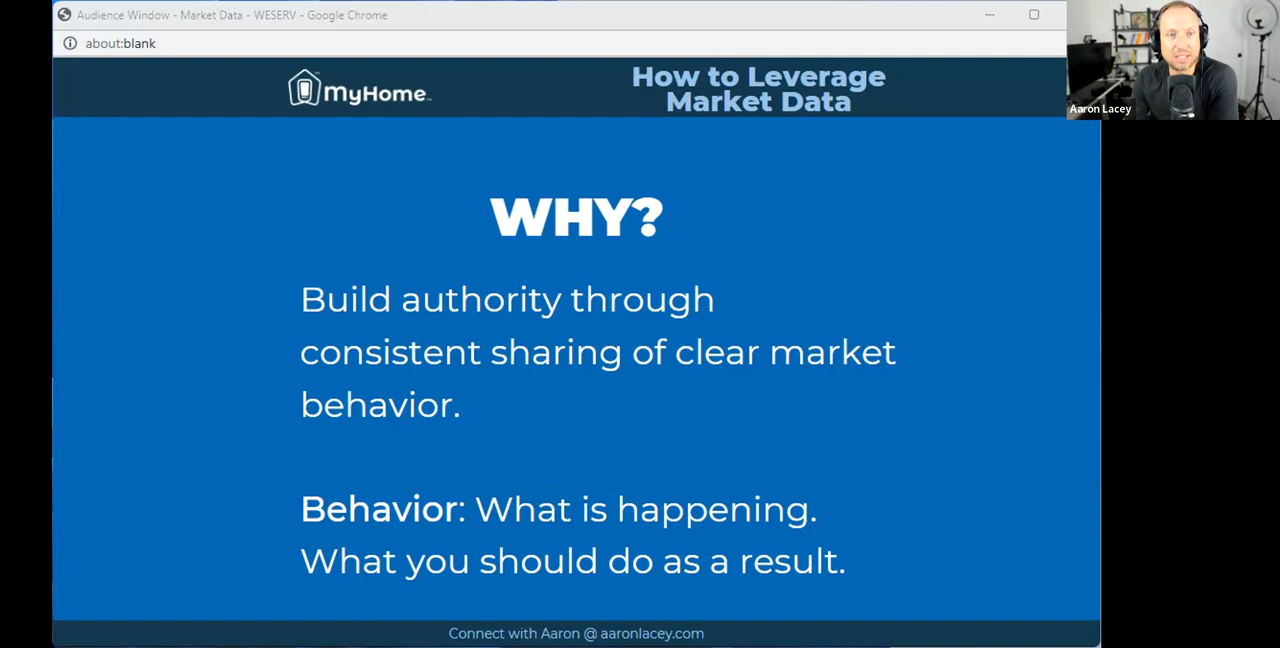 Audience Window - Market Data - WESERV - Google Chrome
about:blank
MyHome™
How to Leverage
Market Data
Aaron Lacey
WHY?
Build authority through
consistent sharing of clear market
behavior.
Behavior: What is happening.
What you should do as a result.
Connect with Aaron @ aaronlacey.com